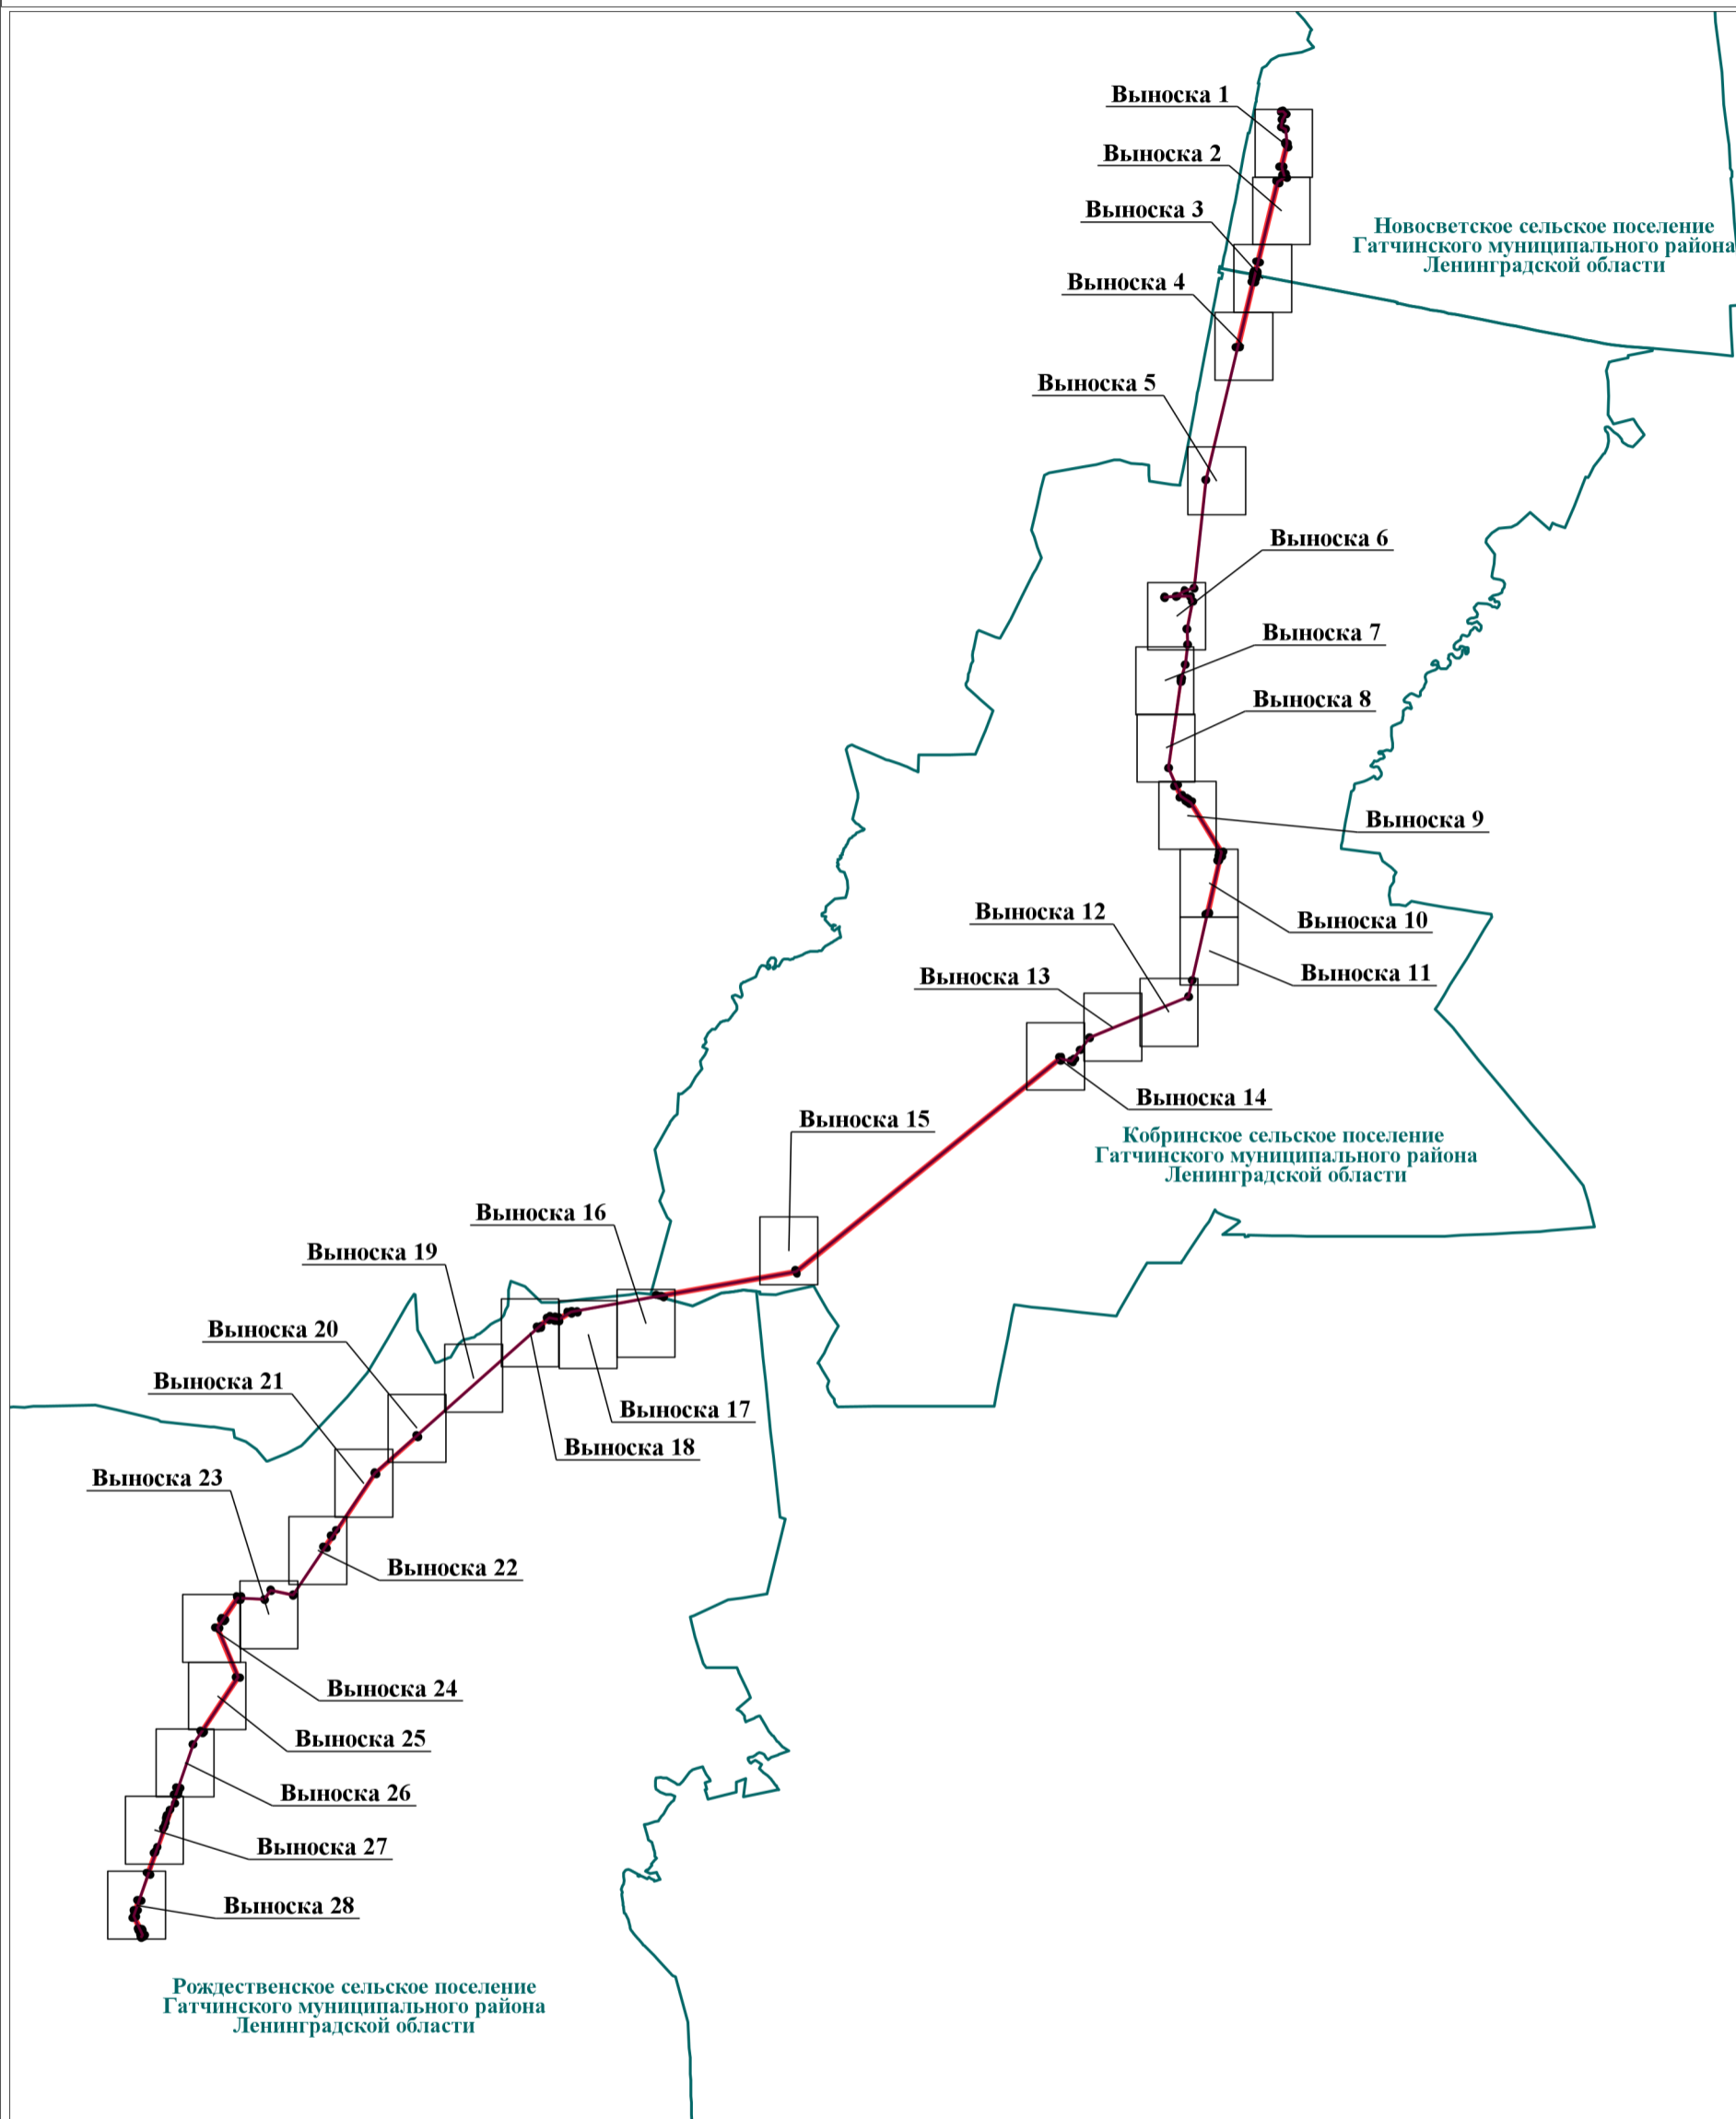 Выноска 1
Выноска 2
Выноска 3
Новосветское сельское поселение
Гатчинского муниципального района
Ленинградской области
Выноска 4
Выноска 5
Выноска 6
Выноска 7
Выноска 8
Выноска 9
Выноска 10
Выноска 11
Выноска 12
Выноска 13
Выноска 14
Кобринское сельское поселение
Гатчинского муниципального района
Ленинградской области
Выноска 15
Выноска 16
Выноска 17
Выноска 18
Выноска 19
Выноска 20
Выноска 21
Выноска 22
Выноска 23
Выноска 24
Выноска 25
Выноска 26
Выноска 27
Выноска 28
Рождественское сельское поселение
Гатчинского муниципального района
Ленинградской области